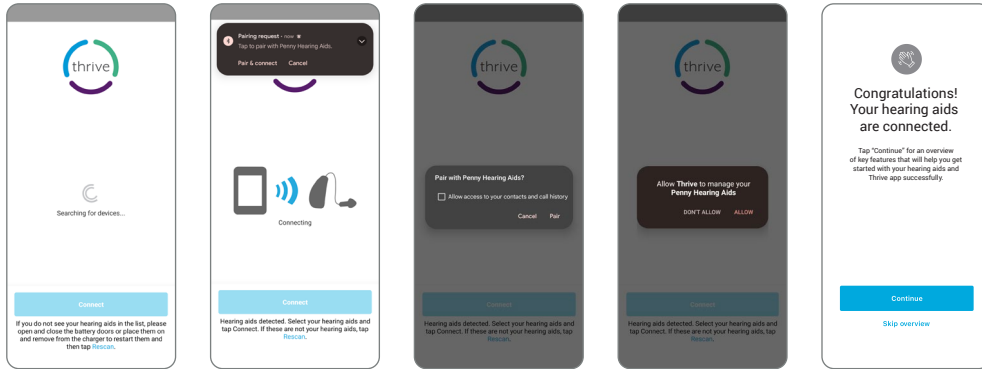 thrive
Searching for devices...
Connect
If you do not see your hearing aids in the list, please
open and close the battery doors or place them on
and remove from the charger to restart them and
then tap Rescan.
Pairing request • now
Tap to pair with Penny Hearing Aids.
Pair & connect Cancel
Connecting
Connect
Hearing aids detected. Select your hearing aids and
tap Connect. If these are not your hearing aids, tap
Rescan.
thrive
Pair with Penny Hearing Aids?
Allow access to your contacts and call history
Cancel Pair
Connect
Hearing aids detected. Select your hearing aids and
tap Connect. If these are not your hearing aids, tap
Rescan.
thrive
Allow Thrive to manage your
Penny Hearing Aids
DON'T ALLOW ALLOW
Connect
Hearing aids detected. Select your hearing aids and
tap Connect. If these are not your hearing aids, tap
Rescan.
Congratulations!
Your hearing aids
are connected.
Tap "Continue" for an overview
of key features that will help you get
started with your hearing aids and
Thrive app successfully.
Continue
Skip overview